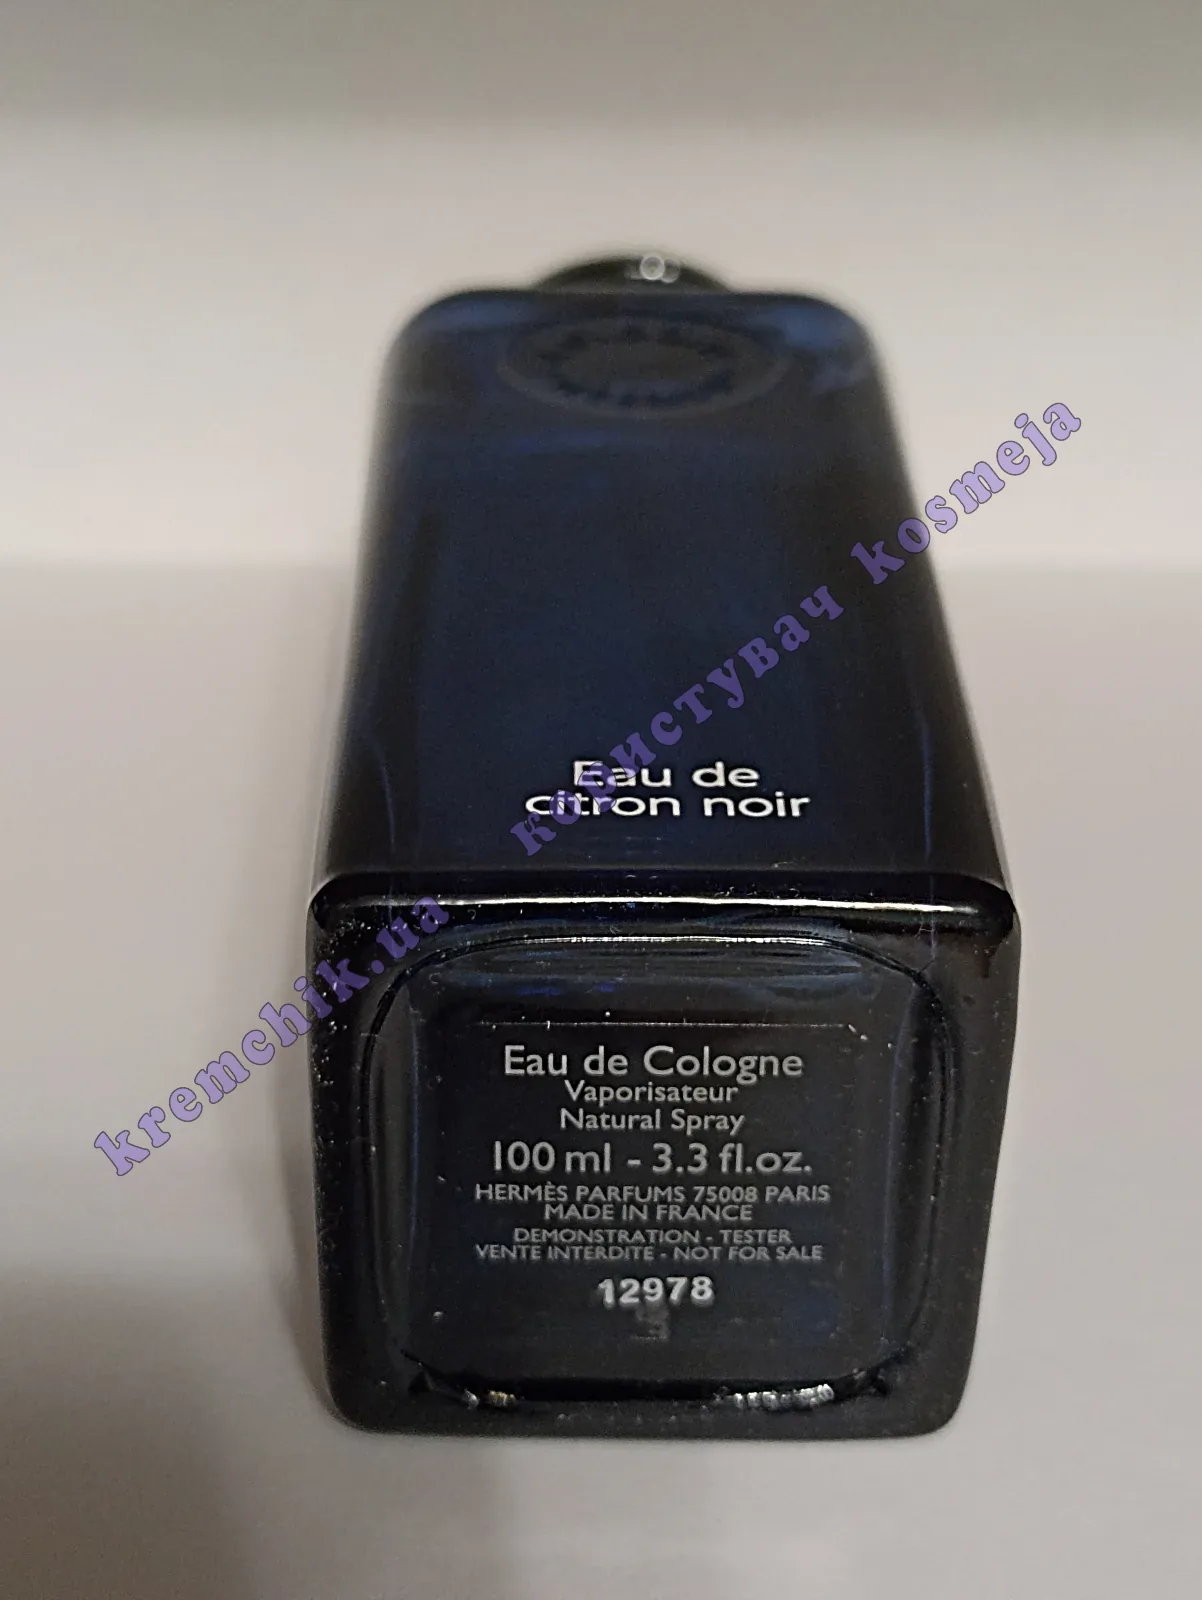 Eau de
citron noir
Eau de Cologne
Vaporisateur
Natural Spray
100 ml - 3.3 fl.oz.
HERMÈS PARFUMS 75008 PARIS
MADE IN FRANCE
DEMONSTRATION - TESTER
VENTE INTERDITE - NOT FOR SALE
12978
kremchik.ua користувач kosmeja